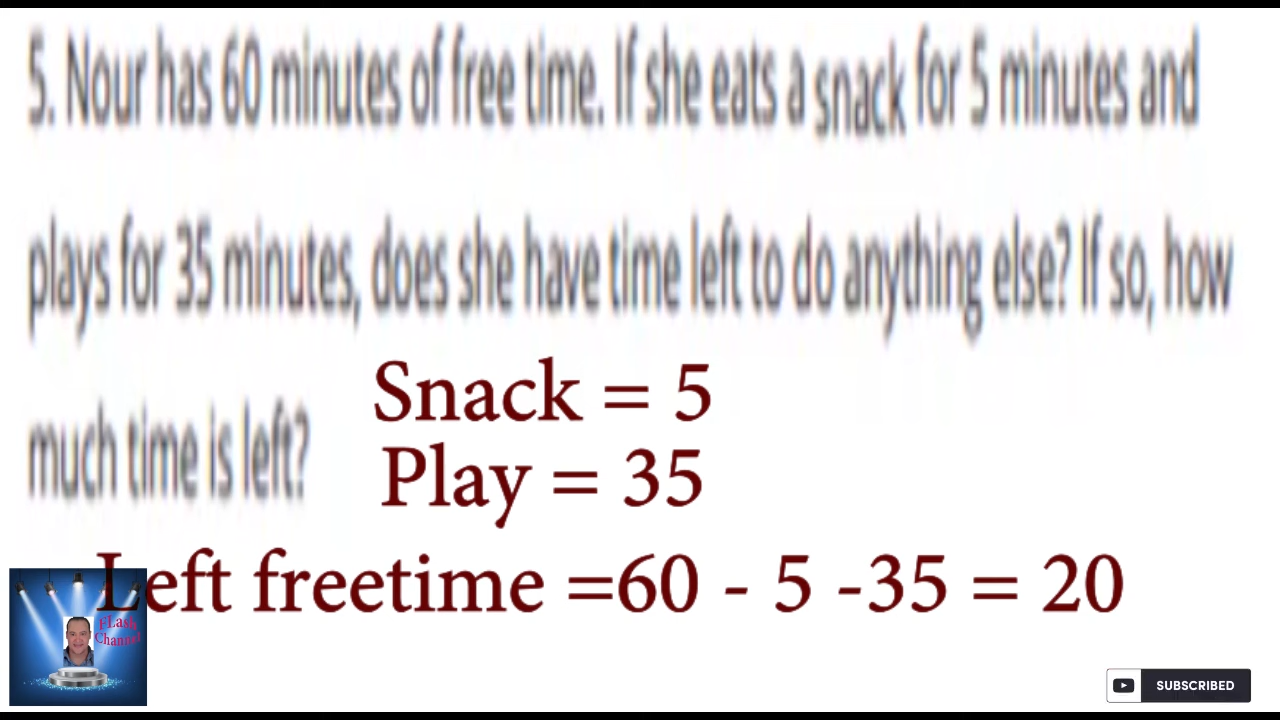 5. Nour has 60 minutes of free time. If she eats a snack for 5 minutes and
plays for 35 minutes, does she have time left to do anything else? If so, how
much time is left?
Snack = 5
Play = 35
Left freetime =60 - 5 -35 = 20
FLash
Channel
SUBSCRIBED